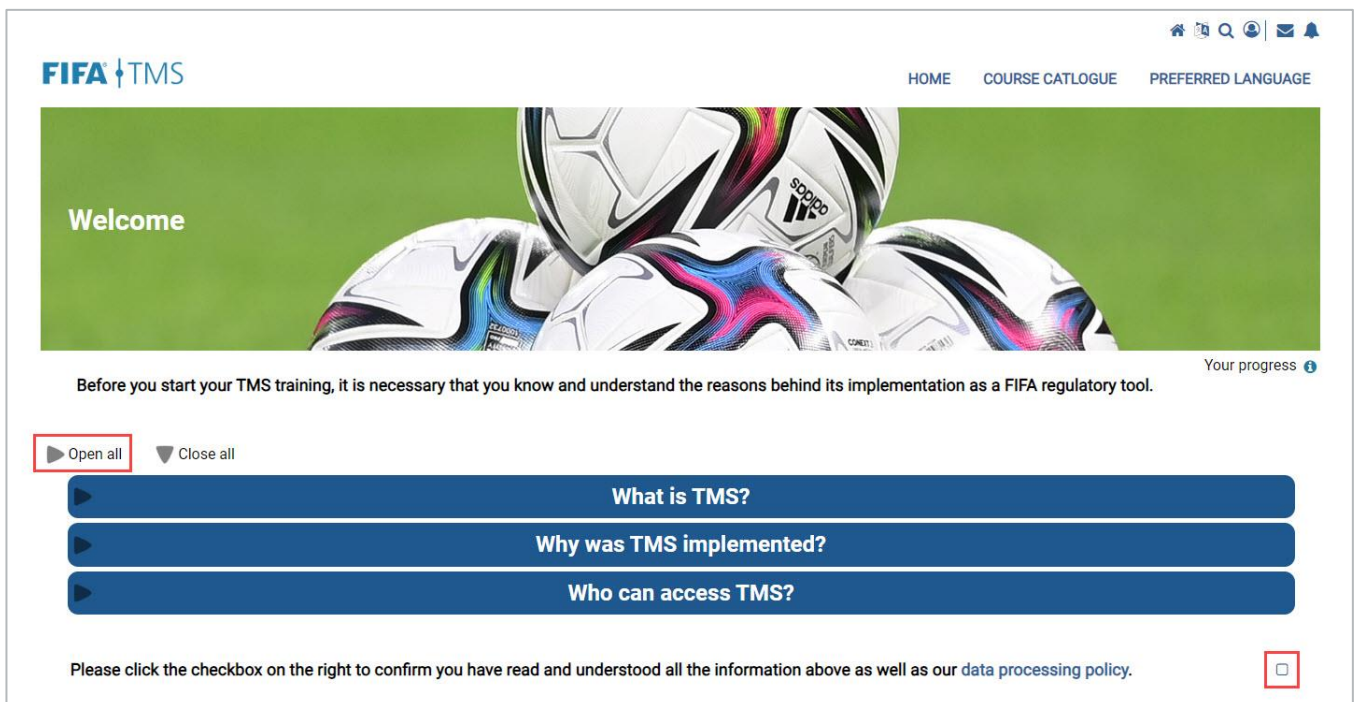 FIFA TMS
HOME COURSE CATLOGUE PREFERRED LANGUAGE
Welcome
adidas
1000732
CONEXT
Your progress
Before you start your TMS training, it is necessary that you know and understand the reasons behind its implementation as a FIFA regulatory tool.
Open all Close all
What is TMS?
Why was TMS implemented?
Who can access TMS?
Please click the checkbox on the right to confirm you have read and understood all the information above as well as our data processing policy.